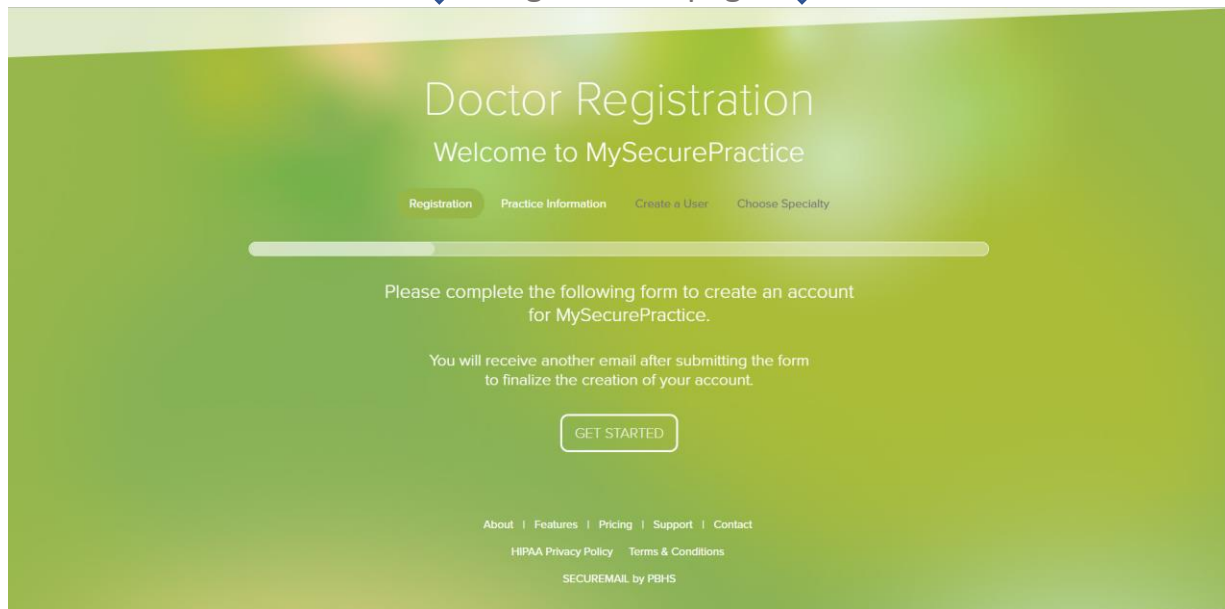 Doctor Registration
Welcome to MySecurePractice
Registration Practice Information Create a User Choose Specialty
Please complete the following form to create an account
for MySecurePractice.
You will receive another email after submitting the form
to finalize the creation of your account.
GET STARTED
About | Features | Pricing | Support | Contact
HIPAA Privacy Policy Terms & Conditions
SECUREMAIL by PBHS